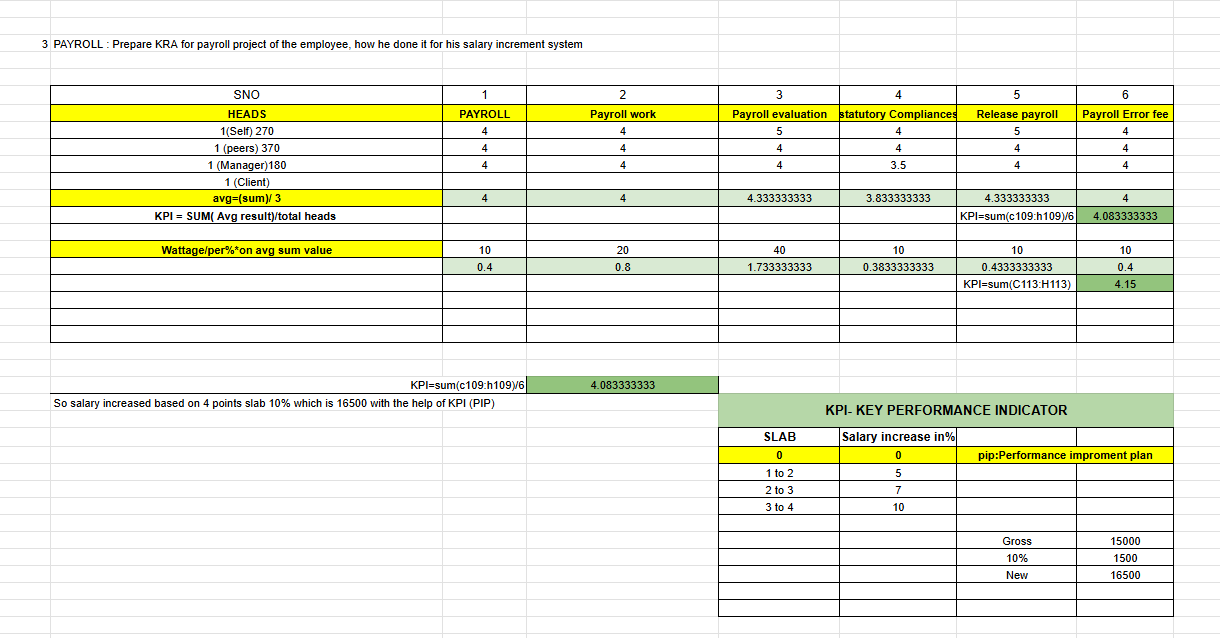 3 PAYROLL : Prepare KRA for payroll project of the employee, how he done it for his salary increment system
SNO 1 2 3 4 5 6
HEADS PAYROLL Payroll work Payroll evaluation statutory Compliances Release payroll Payroll Error fee
1(Self) 270 4 4 5 4 5 4
1 (peers) 370 4 4 4 4 4 4
1 (Manager)180 4 4 4 3.5 4 4
1 (Client)
avg=(sum)/ 3 4 4 4.333333333 3.833333333 4.333333333 4
KPI = SUM( Avg result)/total heads KPI=sum(c109:h109)/6 4.083333333
Wattage/per%*on avg sum value 10 20 40 10 10 10
0.4 0.8 1.733333333 0.3833333333 0.4333333333 0.4
KPI=sum(C113:H113) 4.15
KPI=sum(c109:h109)/6 4.083333333
So salary increased based on 4 points slab 10% which is 16500 with the help of KPI (PIP)
KPI- KEY PERFORMANCE INDICATOR
SLAB Salary increase in%
0 0 pip:Performance improment plan
1 to 2 5
2 to 3 7
3 to 4 10
Gross 15000
10% 1500
New 16500